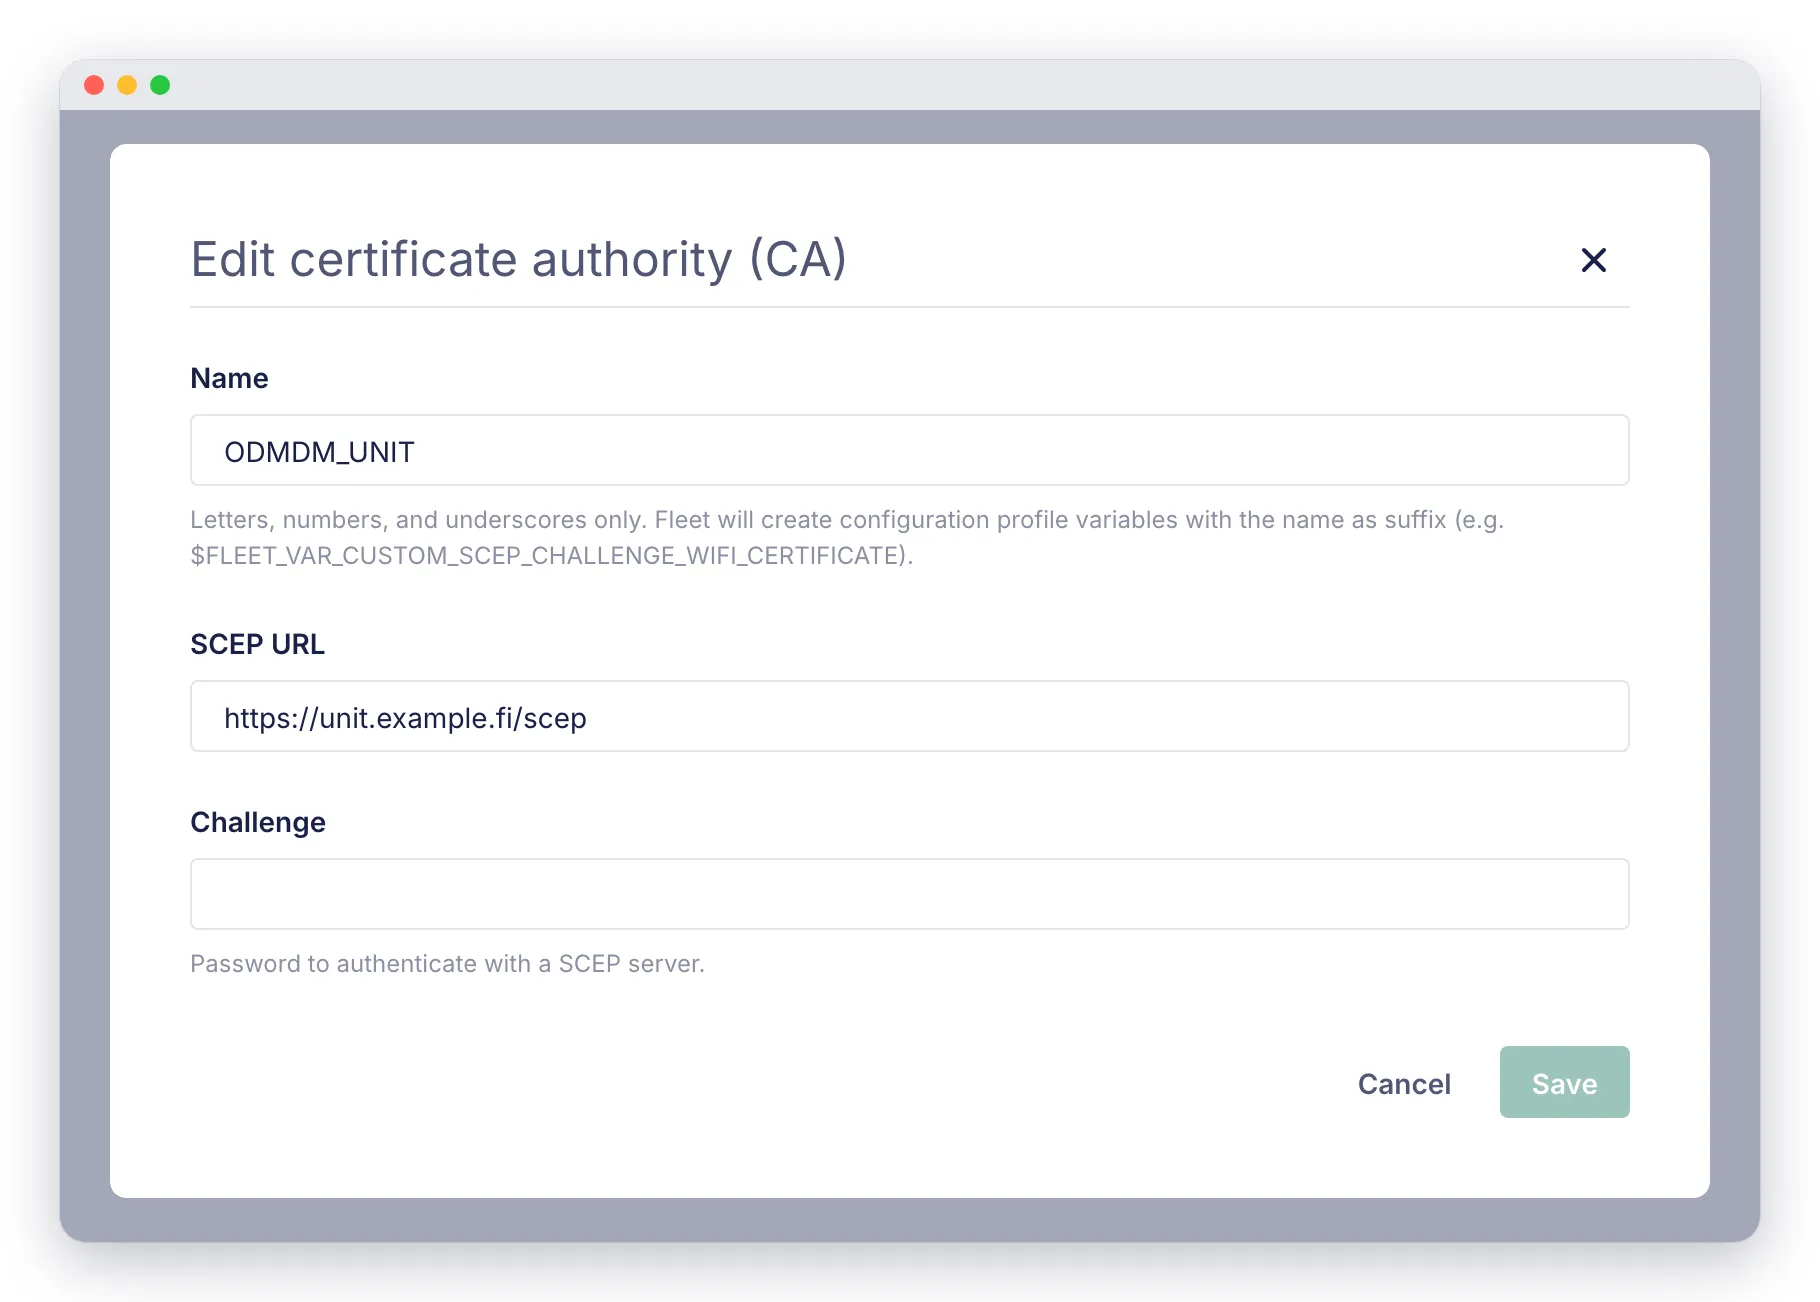 Edit certificate authority (CA)
Name
ODMDM_UNIT
Letters, numbers, and underscores only. Fleet will create configuration profile variables with the name as suffix (e.g.
$FLEET_VAR_CUSTOM_SCEP_CHALLENGE_WIFI_CERTIFICATE).
SCEP URL
https://unit.example.fi/scep
Challenge
Password to authenticate with a SCEP server.
Cancel Save